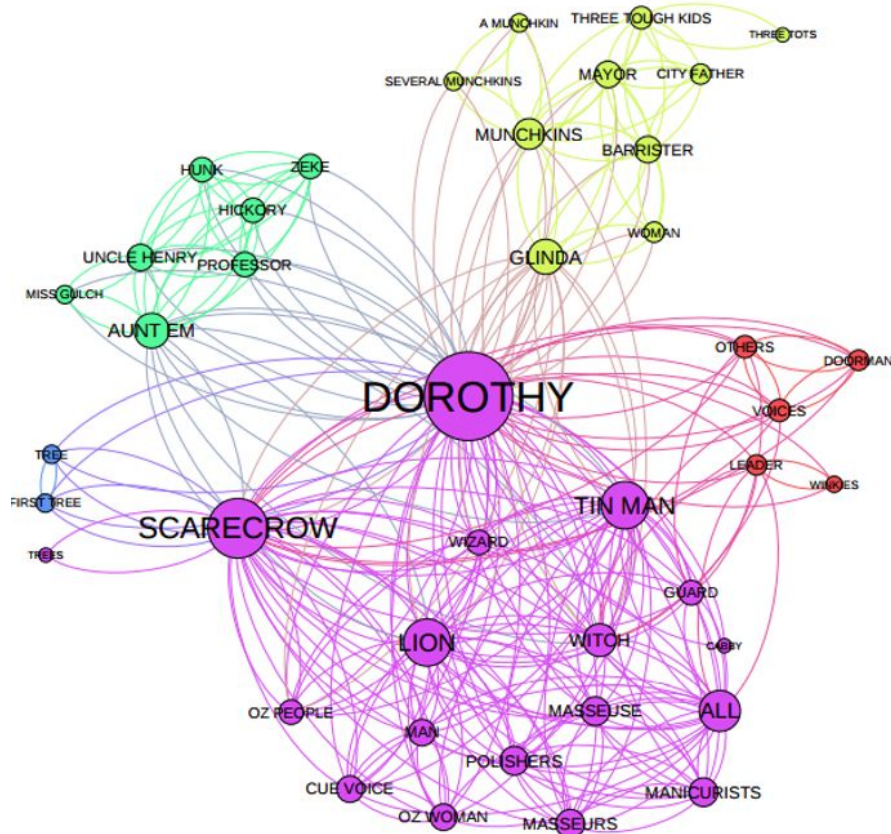 A MUNCHKIN
THREE TOUGH KIDS
THREE TOTS
SEVERAL MUNCHKINS
MAYOR
CITY FATHER
MUNCHKINS
BARRISTER
HUNK
ZEKE
HICKORY
WOMAN
UNCLE HENRY
PROFESSOR
GLINDA
MISS GULCH
AUNT EM
OTHERS
DOORMAN
DOROTHY
VOICES
TREE
LEADER
WINKIES
FIRST TREE
SCARECROW
TIN MAN
WIZARD
TREES
GUARD
LION
WITCH
CABBY
OZ PEOPLE
MASSEUSE
ALL
MAN
POLISHERS
CUE VOICE
MANICURISTS
OZ WOMAN
MASSEURS